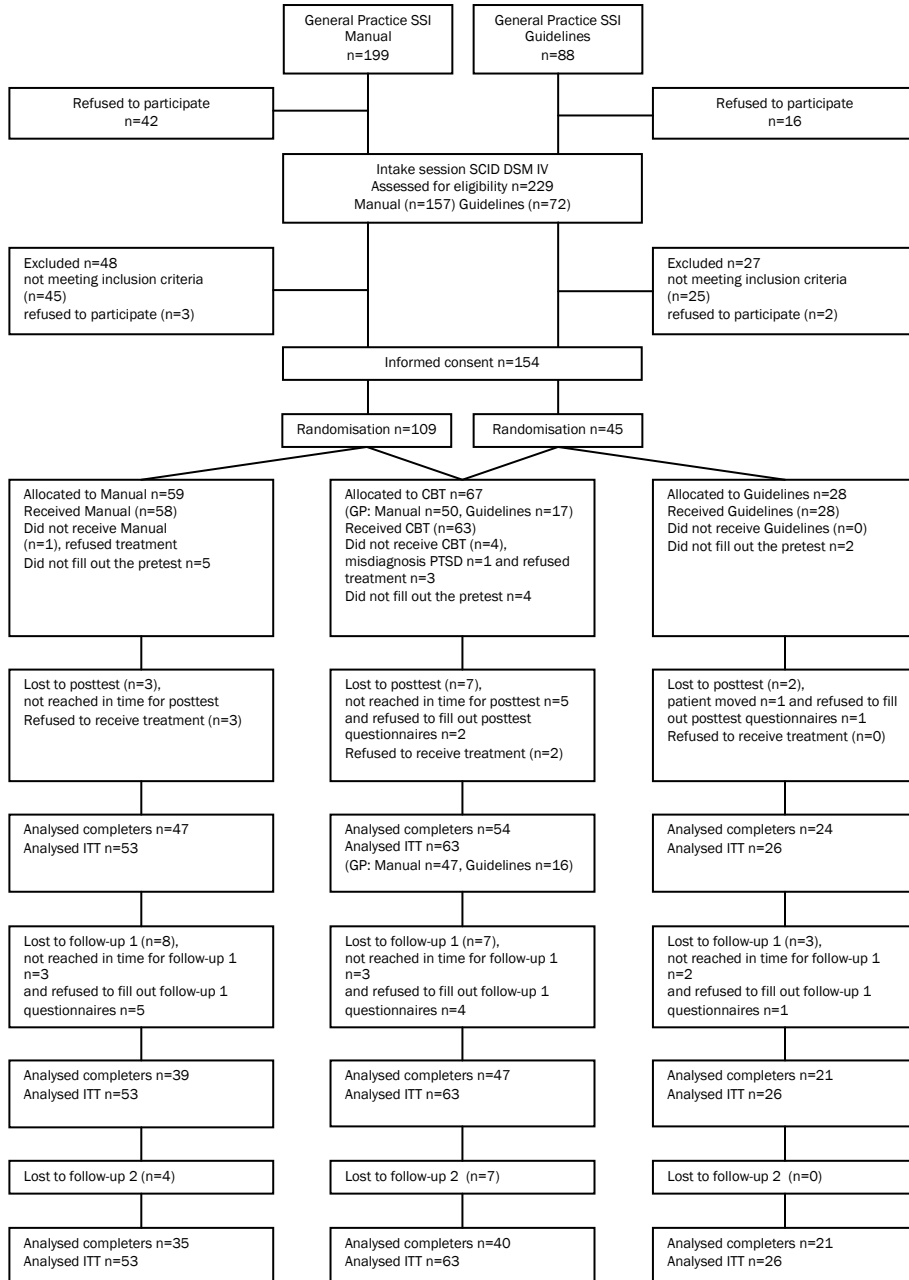 General Practice SSI
Manual
n=199
General Practice SSI
Guidelines
n=88
Refused to participate
n=42
Refused to participate
n=16
Intake session SCID DSM IV
Assessed for eligibility n=229
Manual (n=157) Guidelines (n=72)
Excluded n=48
not meeting inclusion criteria
(n=45)
refused to participate (n=3)
Excluded n=27
not meeting inclusion criteria
(n=25)
refused to participate (n=2)
Informed consent n=154
Randomisation n=109
Randomisation n=45
Allocated to Manual n=59
Received Manual (n=58)
Did not receive Manual
(n=1), refused treatment
Did not fill out the pretest n=5
Allocated to CBT n=67
(GP: Manual n=50, Guidelines n=17)
Received CBT (n=63)
Did not receive CBT (n=4),
misdiagnosis PTSD n=1 and refused
treatment n=3
Did not fill out the pretest n=4
Allocated to Guidelines n=28
Received Guidelines (n=28)
Did not receive Guidelines (n=0)
Did not fill out the pretest n=2
Lost to posttest (n=3),
not reached in time for posttest
Refused to receive treatment (n=3)
Lost to posttest (n=7),
not reached in time for posttest n=5
and refused to fill out posttest
questionnaires n=2
Refused to receive treatment (n=2)
Lost to posttest (n=2),
patient moved n=1 and refused to fill
out posttest questionnaires n=1
Refused to receive treatment (n=0)
Analysed completers n=47
Analysed ITT n=53
Analysed completers n=54
Analysed ITT n=63
(GP: Manual n=47, Guidelines n=16)
Analysed completers n=24
Analysed ITT n=26
Lost to follow-up 1 (n=8),
not reached in time for follow-up 1
n=3
and refused to fill out follow-up 1
questionnaires n=5
Lost to follow-up 1 (n=7),
not reached in time for follow-up 1
n=3
and refused to fill out follow-up 1
questionnaires n=4
Lost to follow-up 1 (n=3),
not reached in time for follow-up 1
n=2
and refused to fill out follow-up 1
questionnaires n=1
Analysed completers n=39
Analysed ITT n=53
Analysed completers n=47
Analysed ITT n=63
Analysed completers n=21
Analysed ITT n=26
Lost to follow-up 2 (n=4)
Lost to follow-up 2 (n=7)
Lost to follow-up 2 (n=0)
Analysed completers n=35
Analysed ITT n=53
Analysed completers n=40
Analysed ITT n=63
Analysed completers n=21
Analysed ITT n=26